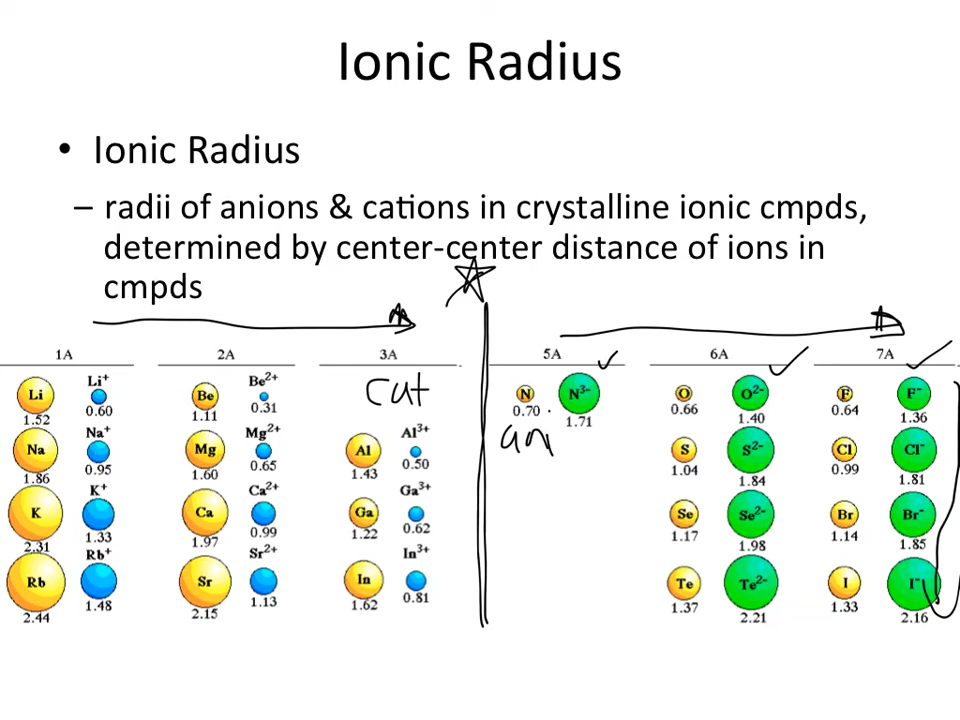 Ionic Radius
• Ionic Radius
– radii of anions & cations in crystalline ionic cmpds,
determined by center-center distance of ions in
cmpds
1A 2A 3A 5A 6A 7A
Li Li⁺ Be Be²⁺ cat N N³⁻ O O²⁻ F F⁻
1.52 0.60 1.11 0.31 0.70 1.71 0.66 1.40 0.64 1.36
an
Na Na⁺ Mg Mg²⁺ Al Al³⁺ S S²⁻ Cl Cl⁻
1.86 0.95 1.60 0.65 1.43 0.50 1.04 1.84 0.99 1.81
K K⁺ Ca Ca²⁺ Ga Ga³⁺ Se Se²⁻ Br Br⁻
2.31 1.33 1.97 0.99 1.22 0.62 1.17 1.98 1.14 1.85
Rb Rb⁺ Sr Sr²⁺ In In³⁺ Te Te²⁻ I I⁻
2.44 1.48 2.15 1.13 1.62 0.81 1.37 2.21 1.33 2.16